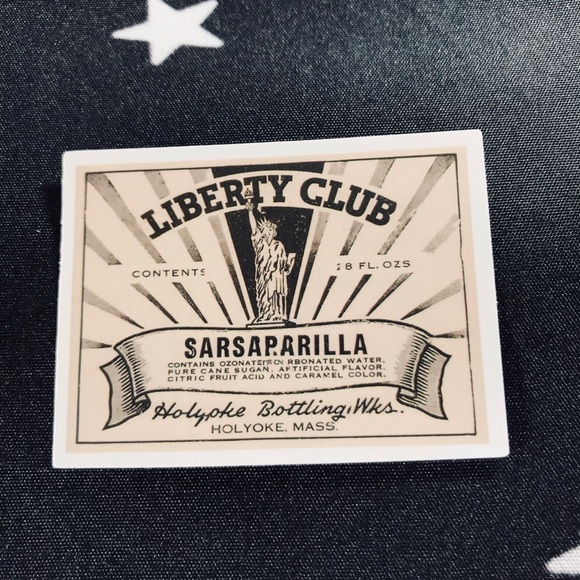 LIBERTY CLUB
CONTENTS 28 FL. OZS
SARSAPARILLA
CONTAINS OZONATED CARBONATED WATER,
PURE CANE SUGAR, ARTIFICIAL FLAVOR,
CITRIC FRUIT ACID AND CARAMEL COLOR.
Holyoke Bottling Wks.
HOLYOKE, MASS.